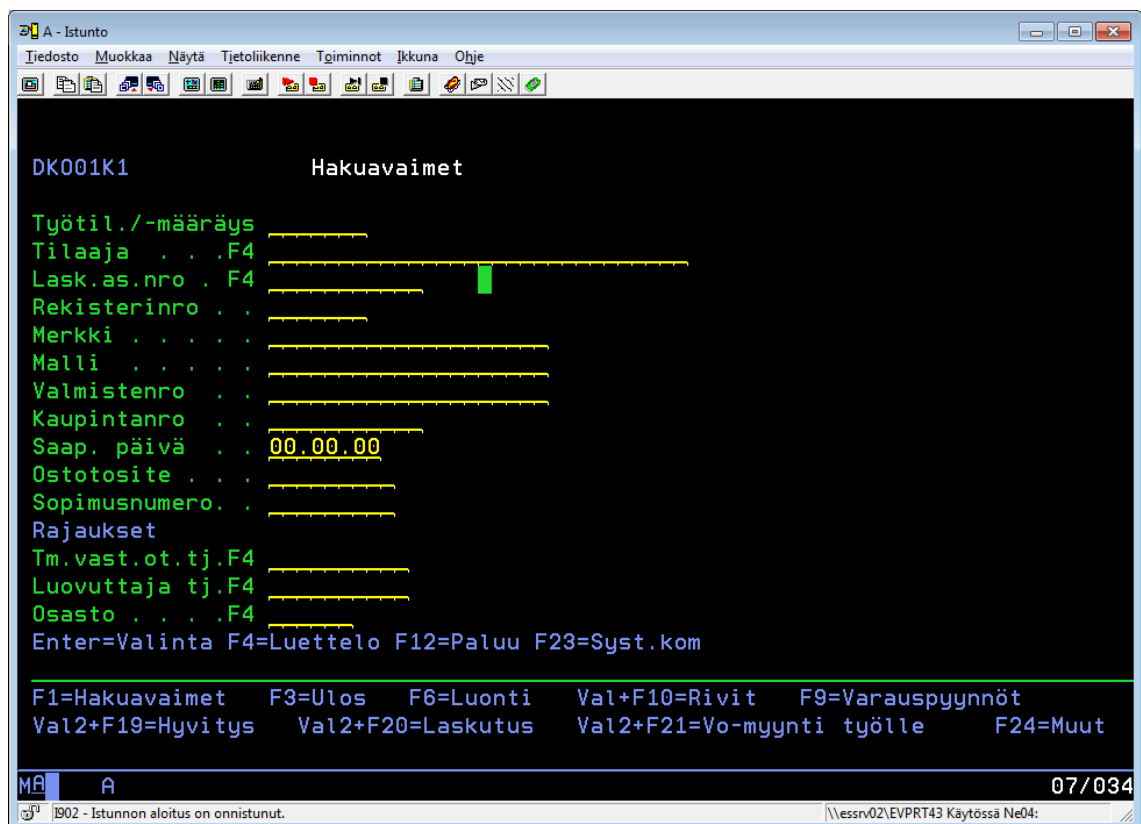 A - Istunto
Tiedosto Muokkaa Näytä Tietoliikenne Toiminnot Ikkuna Ohje
DKO01K1 Hakuavaimet
Työtil./-määräys
Tilaaja . . .F4
Lask.as.nro . F4
Rekisterinro . .
Merkki . . . . .
Malli . . . . .
Valmistenro . .
Kaupintanro . .
Saap. päivä . . 00.00.00
Ostotosite . . .
Sopimusnumero. .
Rajaukset
Tm.vast.ot.tj.F4
Luovuttaja tj.F4
Osasto . . . .F4
Enter=Valinta F4=Luettelo F12=Paluu F23=Syst.kom
F1=Hakuavaimet F3=Ulos F6=Luonti Val+F10=Rivit F9=Varauspyynnöt
Val2+F19=Hyvitys Val2+F20=Laskutus Val2+F21=Vo-myynti työlle F24=Muut
MA A 07/034
I902 - Istunnon aloitus on onnistunut. \\essrv02\EVPRT43 Käytössä Ne04: